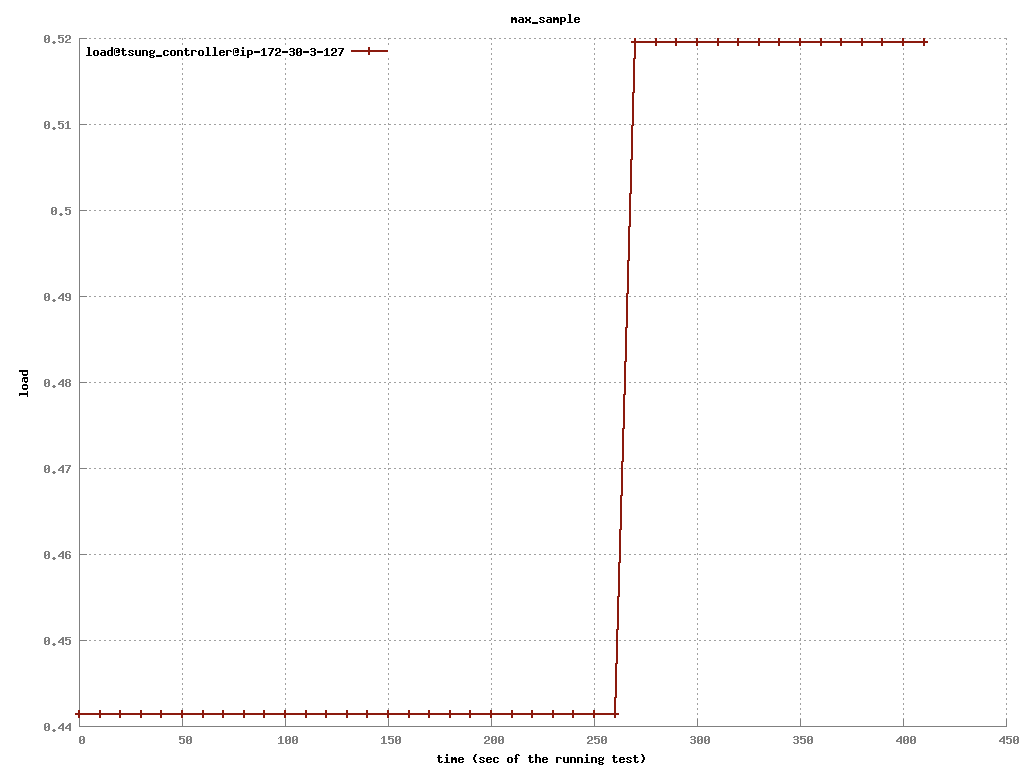 max_sample
load@tsung_controller@ip-172-30-3-127
0.52
0.51
0.5
0.49
0.48
0.47
0.46
0.45
0.44
load
0 50 100 150 200 250 300 350 400 450
time (sec of the running test)